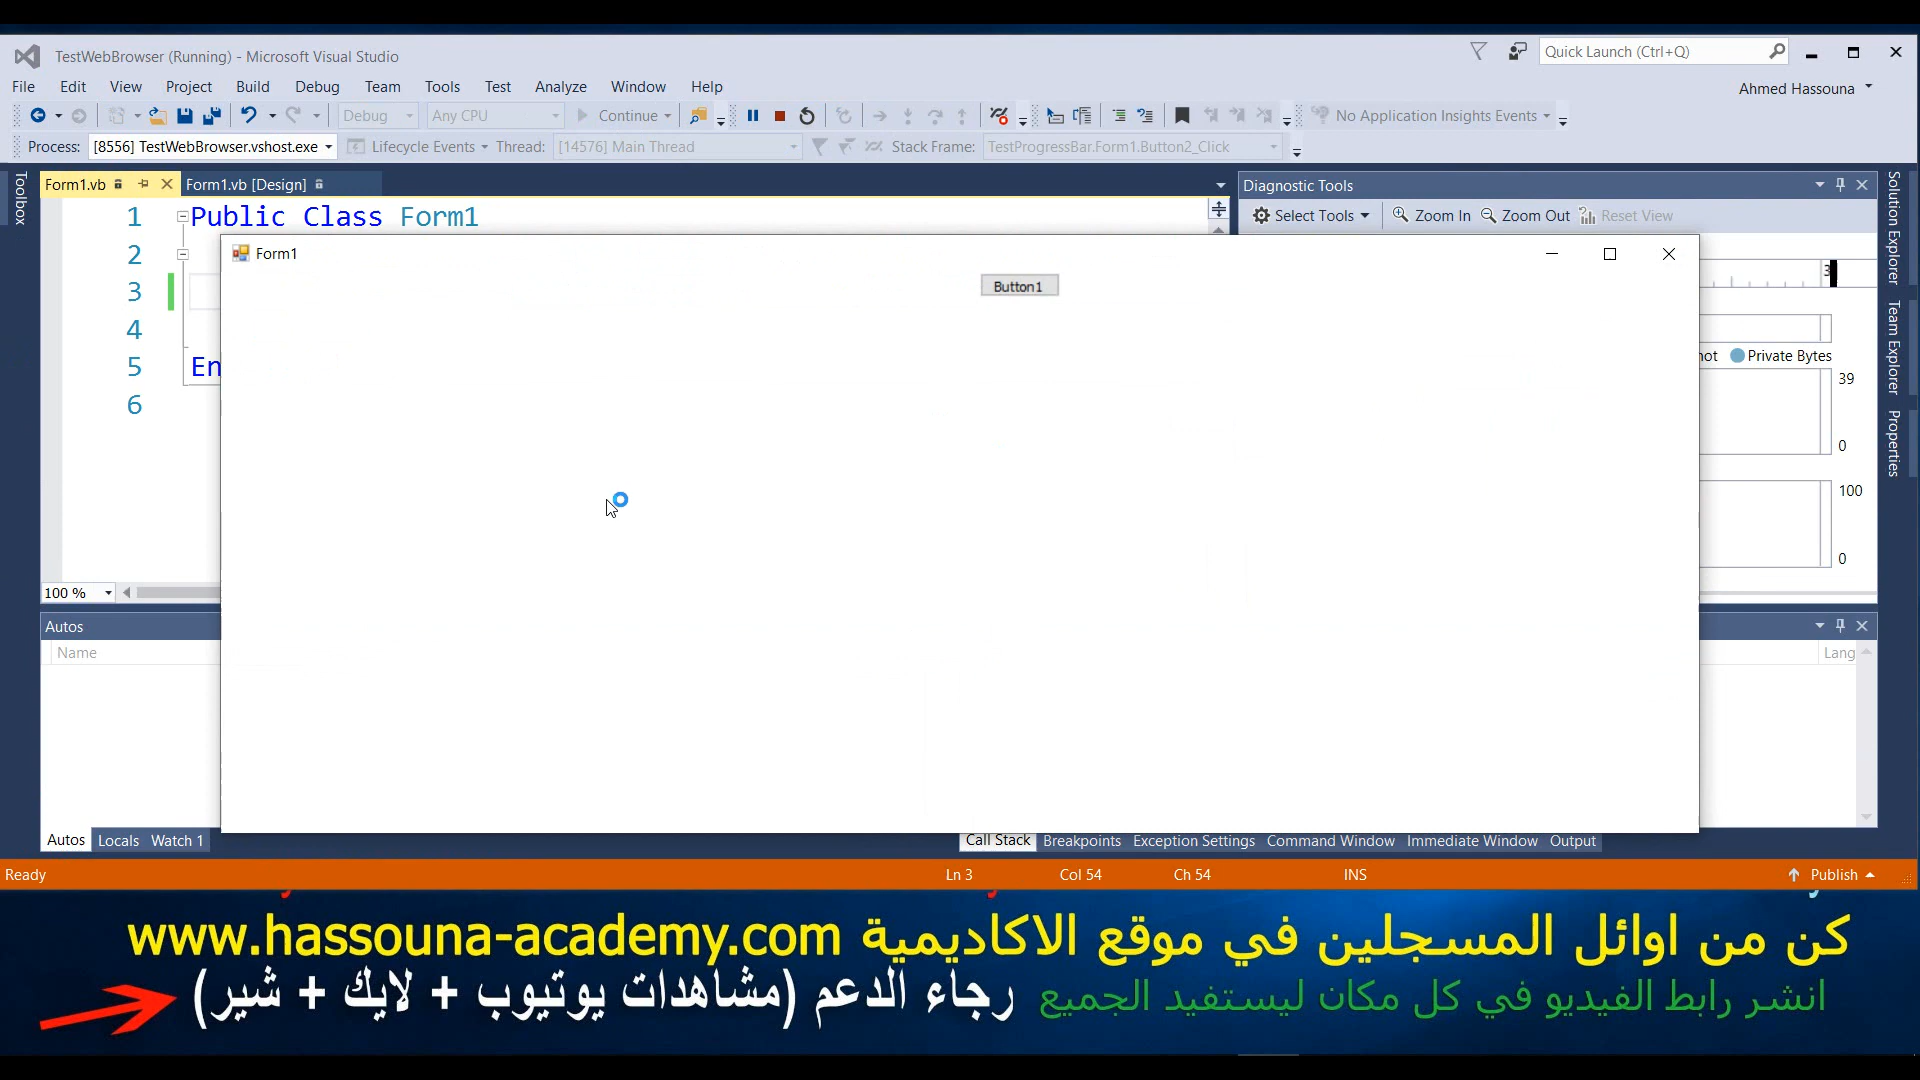 TestWebBrowser (Running) - Microsoft Visual Studio
Quick Launch (Ctrl+Q)
File Edit View Project Build Debug Team Tools Test Analyze Window Help
Ahmed Hassouna
Debug Any CPU Continue No Application Insights Events
Process: [8556] TestWebBrowser.vshost.exe Lifecycle Events Thread: [14576] Main Thread Stack Frame: TestProgressBar.Form1.Button2_Click
Toolbox
Form1.vb Form1.vb [Design]
Diagnostic Tools
Select Tools Zoom In Zoom Out Reset View
Solution Explorer
Team Explorer
Properties
1 Public Class Form1
2
3
4
5 En
6
Form1
Button1
Private Bytes
39
0
100
0
100 %
Autos
Name
Lang
Autos Locals Watch 1
Call Stack Breakpoints Exception Settings Command Window Immediate Window Output
Ready Ln 3 Col 54 Ch 54 INS Publish
كن من اوائل المسجلين في موقع الاكاديمية www.hassouna-academy.com
انشر رابط الفيديو في كل مكان ليستفيد الجميع رجاء الدعم (مشاهدات يوتيوب + لايك + شير)